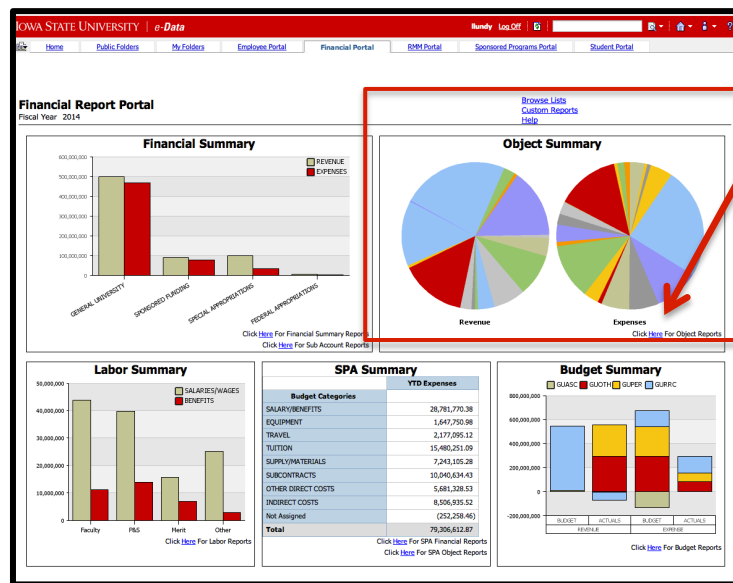 IOWA STATE UNIVERSITY | e-Data llundy Log Off
Home Public Folders My Folders Employee Portal Financial Portal RMM Portal Sponsored Programs Portal Student Portal
Browse Lists
Custom Reports
Help
Financial Report Portal
Fiscal Year 2014
Financial Summary
REVENUE
EXPENSES
600,000,000
500,000,000
400,000,000
300,000,000
200,000,000
100,000,000
0
GENERAL UNIVERSITY
SPONSORED FUNDING
SPECIAL APPROPRIATIONS
FEDERAL APPROPRIATIONS
Click Here For Financial Summary Reports
Click Here For Sub Account Reports
Object Summary
Revenue Expenses
Click Here For Object Reports
Labor Summary
SALARIES/WAGES
BENEFITS
50,000,000
40,000,000
30,000,000
20,000,000
10,000,000
0
Faculty P&S Merit Other
Click Here For Labor Reports
SPA Summary
YTD Expenses
Budget Categories
SALARY/BENEFITS 28,781,770.38
EQUIPMENT 1,647,750.98
TRAVEL 2,177,095.12
TUITION 15,480,251.09
SUPPLY/MATERIALS 7,243,105.28
SUBCONTRACTS 10,040,634.43
OTHER DIRECT COSTS 5,681,328.53
INDIRECT COSTS 8,506,935.52
Not Assigned (252,258.46)
Total 79,306,612.87
Click Here For SPA Financial Reports
Click Here For SPA Object Reports
Budget Summary
GUASC GUOTH GUPER GURRC
800,000,000
600,000,000
400,000,000
200,000,000
0
-200,000,000
BUDGET ACTUALS BUDGET ACTUALS
REVENUE EXPENSE
Click Here For Budget Reports